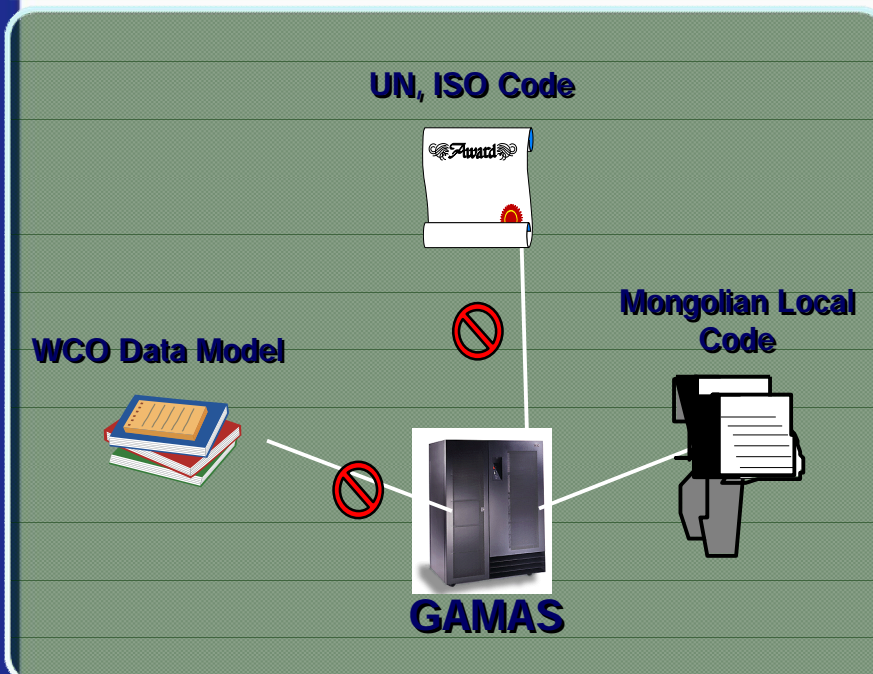 UN, ISO Code
Award
Mongolian Local
Code
WCO Data Model
GAMAS